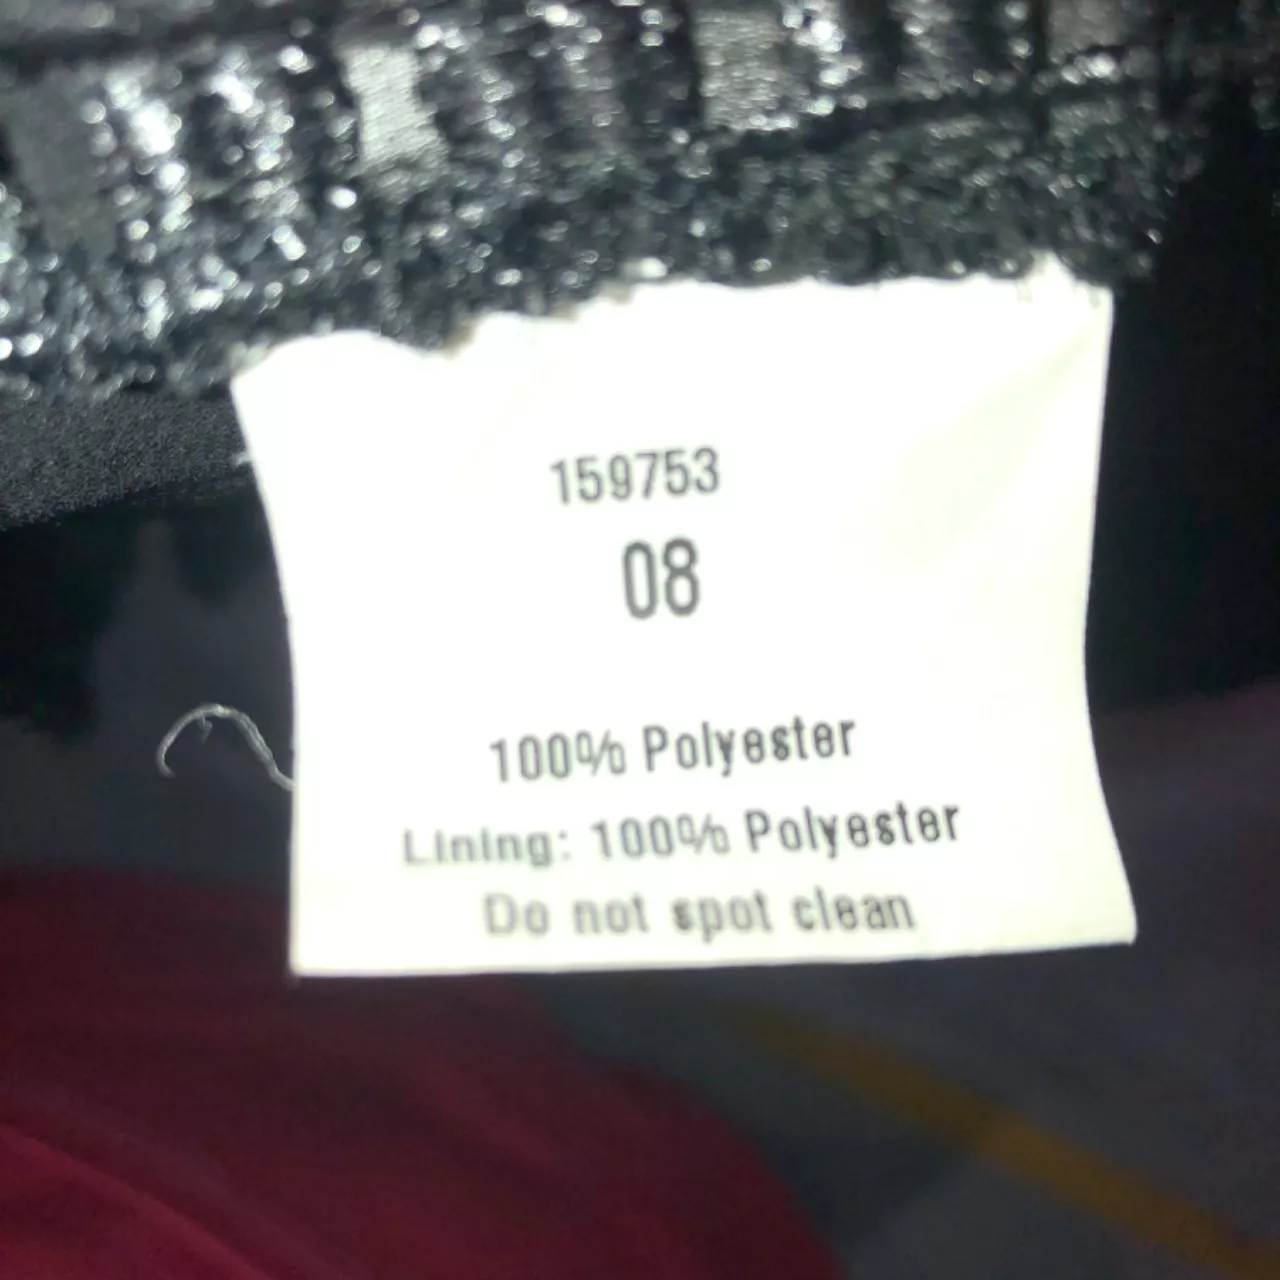 159753
08
100% Polyester
Lining: 100% Polyester
Do not spot clean